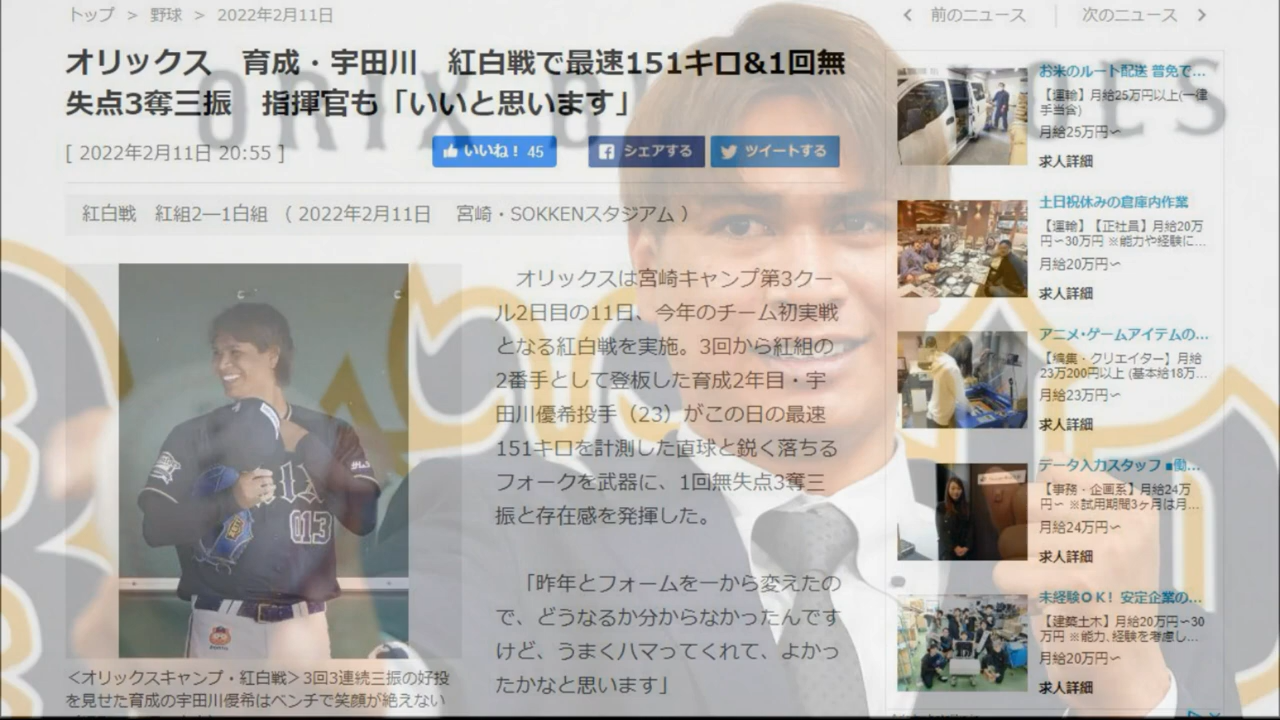 トップ > 野球 > 2022年2月11日
前のニュース 次のニュース
オリックス 育成・宇田川 紅白戦で最速151キロ&1回無
失点3奪三振 指揮官も「いいと思います」
[ 2022年2月11日 20:55 ]
いいね! 45 シェアする ツイートする
紅白戦 紅組2―1白組 ( 2022年2月11日 宮崎・SOKKENスタジアム )
オリックスは宮崎キャンプ第3クー
ル2日目の11日、今年のチーム初実戦
となる紅白戦を実施。3回から紅組の
2番手として登板した育成2年目・宇
田川優希投手(23)がこの日の最速
151キロを計測した直球と鋭く落ちる
フォークを武器に、1回無失点3奪三
振と存在感を発揮した。
「昨年とフォームを一から変えたの
で、どうなるか分からなかったんです
けど、うまくハマってくれて、よかっ
たかなと思います」
013
<オリックスキャンプ・紅白戦>3回3連続三振の好投
を見せた育成の宇田川優希はベンチで笑顔が絶えない
お米のルート配送 普免で…
【運輸】月給25万円以上(一律
手当含)
月給25万円〜
求人詳細
土日祝休みの倉庫内作業
【運輸】【正社員】月給20万
円〜30万円 ※能力や経験に…
月給20万円〜
求人詳細
アニメ・ゲームアイテムの…
【編集・クリエイター】月給
23万200円以上 (基本給18万…
月給23万円〜
求人詳細
データ入力スタッフ ■働…
【事務・企画系】月給24万
円〜 ※試用期間3ヶ月は月…
月給24万円〜
求人詳細
未経験OK! 安定企業の…
【建築土木】月給20万円〜30
万円 ※能力、経験を考慮し…
月給20万円〜
求人詳細